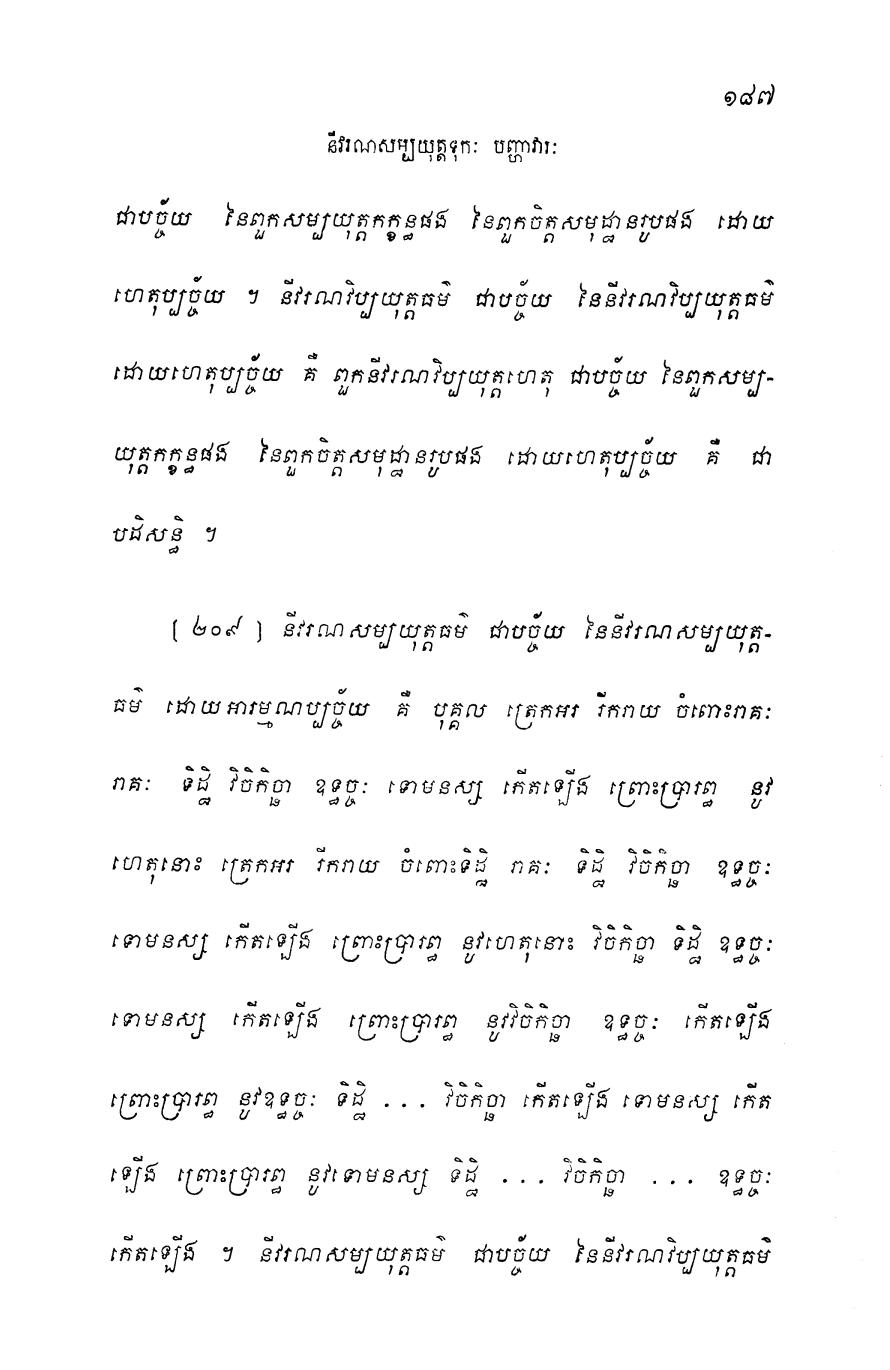 ១៨៧
នីវរណសម្បយុត្តទុកៈ បញ្ហាវារៈ
ជាបច្ច័យ នៃពួកសម្បយុត្តកក្ខន្ធផង នៃពួកចិត្តសមុដ្ឋានរូបផង ដោយ
ហេតុប្បច្ច័យ ។ នីវរណវិប្បយុត្តធម៌ ជាបច្ច័យ នៃនីវរណវិប្បយុត្តធម៌
ដោយហេតុប្បច្ច័យ គឺ ពួកនីវរណវិប្បយុត្តហេតុ ជាបច្ច័យ នៃពួកសម្ប-
យុត្តកក្ខន្ធផង នៃពួកចិត្តសមុដ្ឋានរូបផង ដោយហេតុប្បច្ច័យ គឺ ជា
បដិសន្ធិ ។
[ ២០៩ ] នីវរណសម្បយុត្តធម៌ ជាបច្ច័យ នៃនីវរណសម្បយុត្ត-
ធម៌ ដោយអារម្មណប្បច្ច័យ គឺ បុគ្គល ត្រេកអរ រីករាយ ចំពោះរាគៈ
រាគៈ ទិដ្ឋិ វិចិកិច្ឆា ឧទ្ធច្ចៈ ទោមនស្ស កើតឡើង ព្រោះប្រារព្ធ នូវ
ហេតុនោះ ត្រេកអរ រីករាយ ចំពោះទិដ្ឋិ រាគៈ ទិដ្ឋិ វិចិកិច្ឆា ឧទ្ធច្ចៈ
ទោមនស្ស កើតឡើង ព្រោះប្រារព្ធ នូវហេតុនោះ វិចិកិច្ឆា ទិដ្ឋិ ឧទ្ធច្ចៈ
ទោមនស្ស កើតឡើង ព្រោះប្រារព្ធ នូវវិចិកិច្ឆា ឧទ្ធច្ចៈ កើតឡើង
ព្រោះប្រារព្ធ នូវឧទ្ធច្ចៈ ទិដ្ឋិ . . . វិចិកិច្ឆា កើតឡើង ទោមនស្ស កើត
ឡើង ព្រោះប្រារព្ធ នូវទោមនស្ស ទិដ្ឋិ . . . វិចិកិច្ឆា . . . ឧទ្ធច្ចៈ
កើតឡើង ។ នីវរណសម្បយុត្តធម៌ ជាបច្ច័យ នៃនីវរណវិប្បយុត្តធម៌